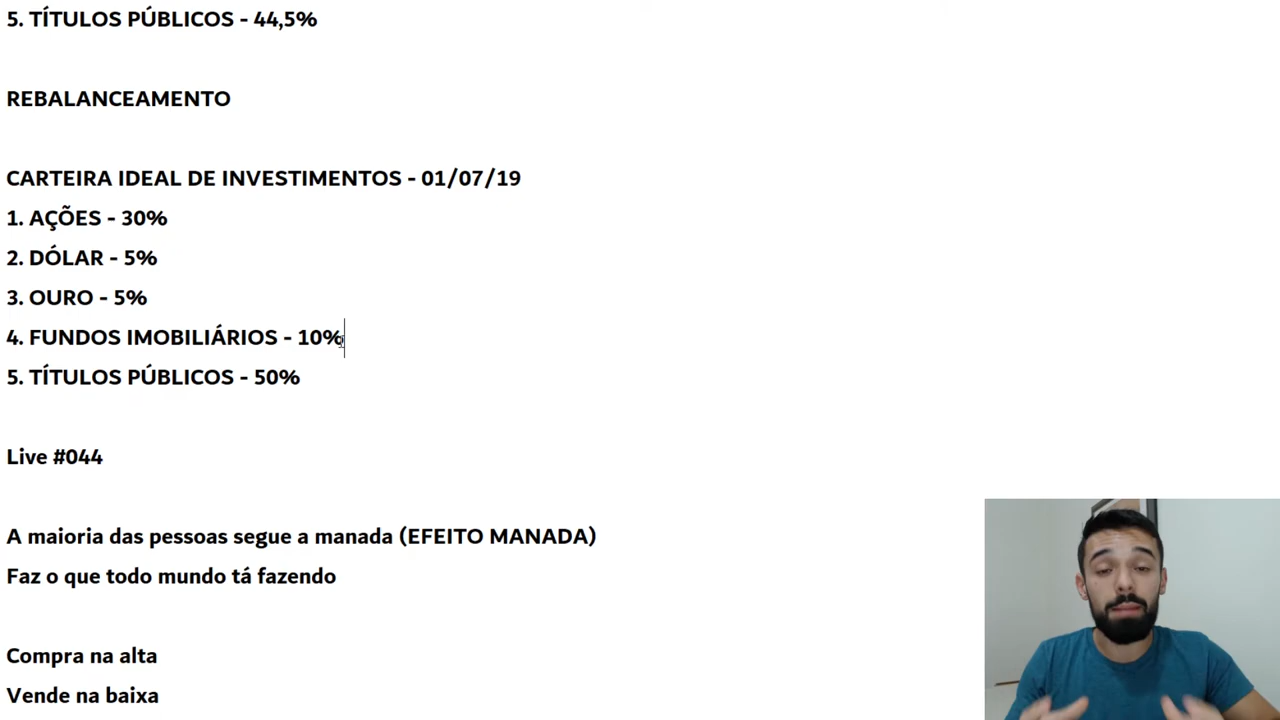 5. TÍTULOS PÚBLICOS - 44,5%
REBALANCEAMENTO
CARTEIRA IDEAL DE INVESTIMENTOS - 01/07/19
1. AÇÕES - 30%
2. DÓLAR - 5%
3. OURO - 5%
4. FUNDOS IMOBILIÁRIOS - 10%
5. TÍTULOS PÚBLICOS - 50%
Live #044
A maioria das pessoas segue a manada (EFEITO MANADA)
Faz o que todo mundo tá fazendo
Compra na alta
Vende na baixa